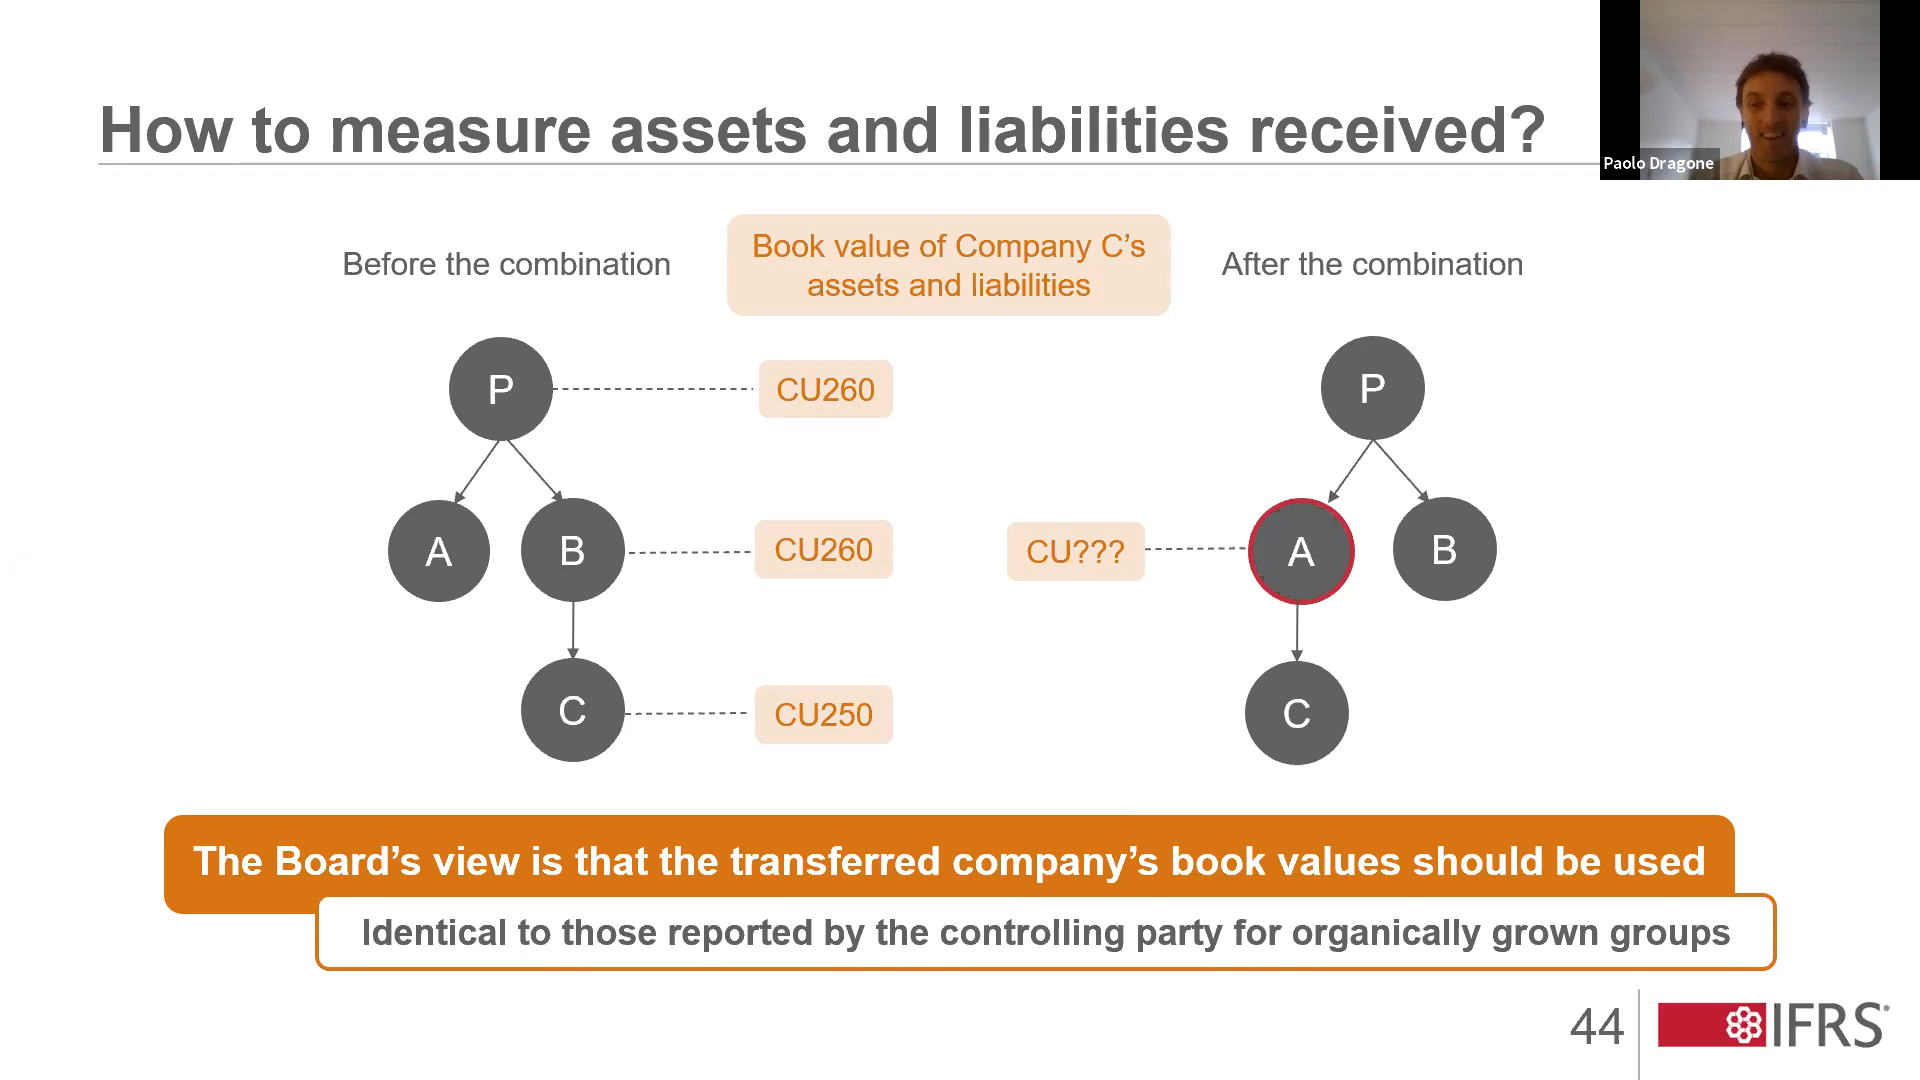 How to measure assets and liabilities received?
Paolo Dragone
Before the combination
Book value of Company C’s
assets and liabilities
After the combination
P
CU260
P
A
B
CU260
CU???
A
B
C
CU250
C
The Board’s view is that the transferred company’s book values should be used
Identical to those reported by the controlling party for organically grown groups
44
IFRS®